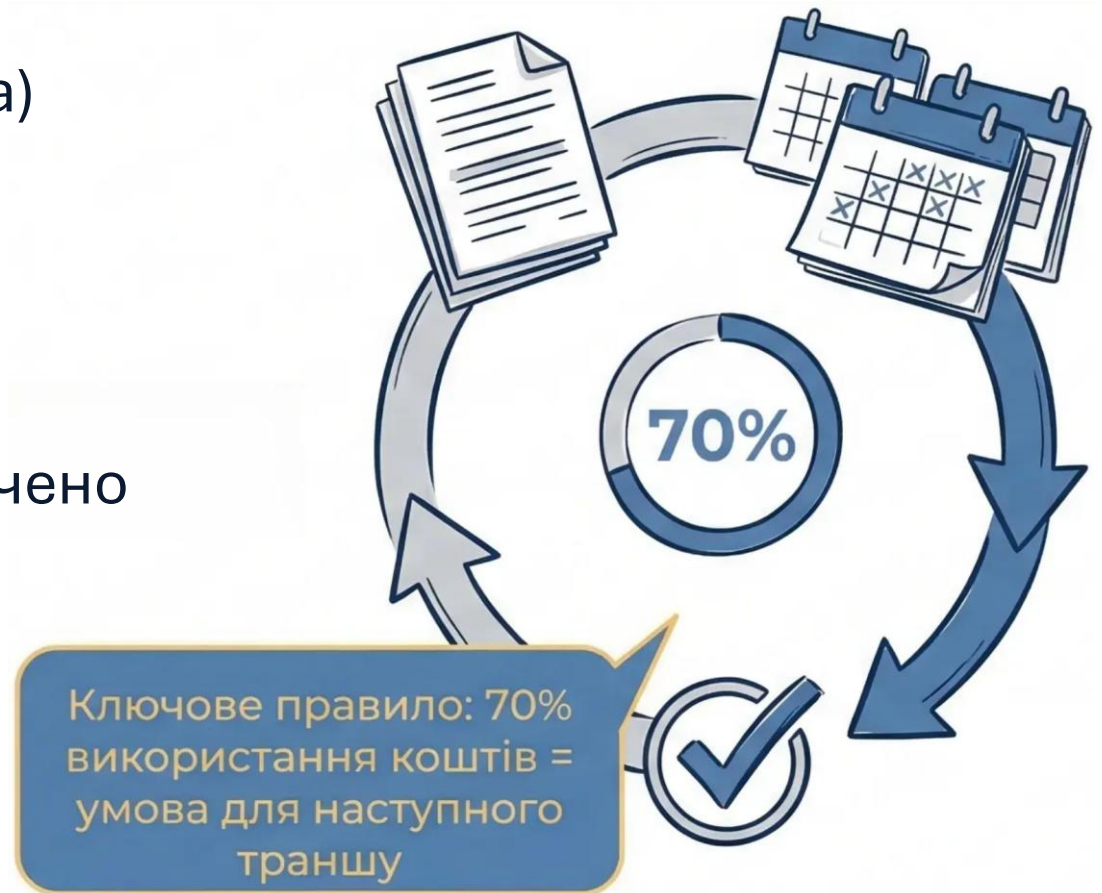 а)
чено
70%
Ключове правило: 70%
використання коштів =
умова для наступного
траншу